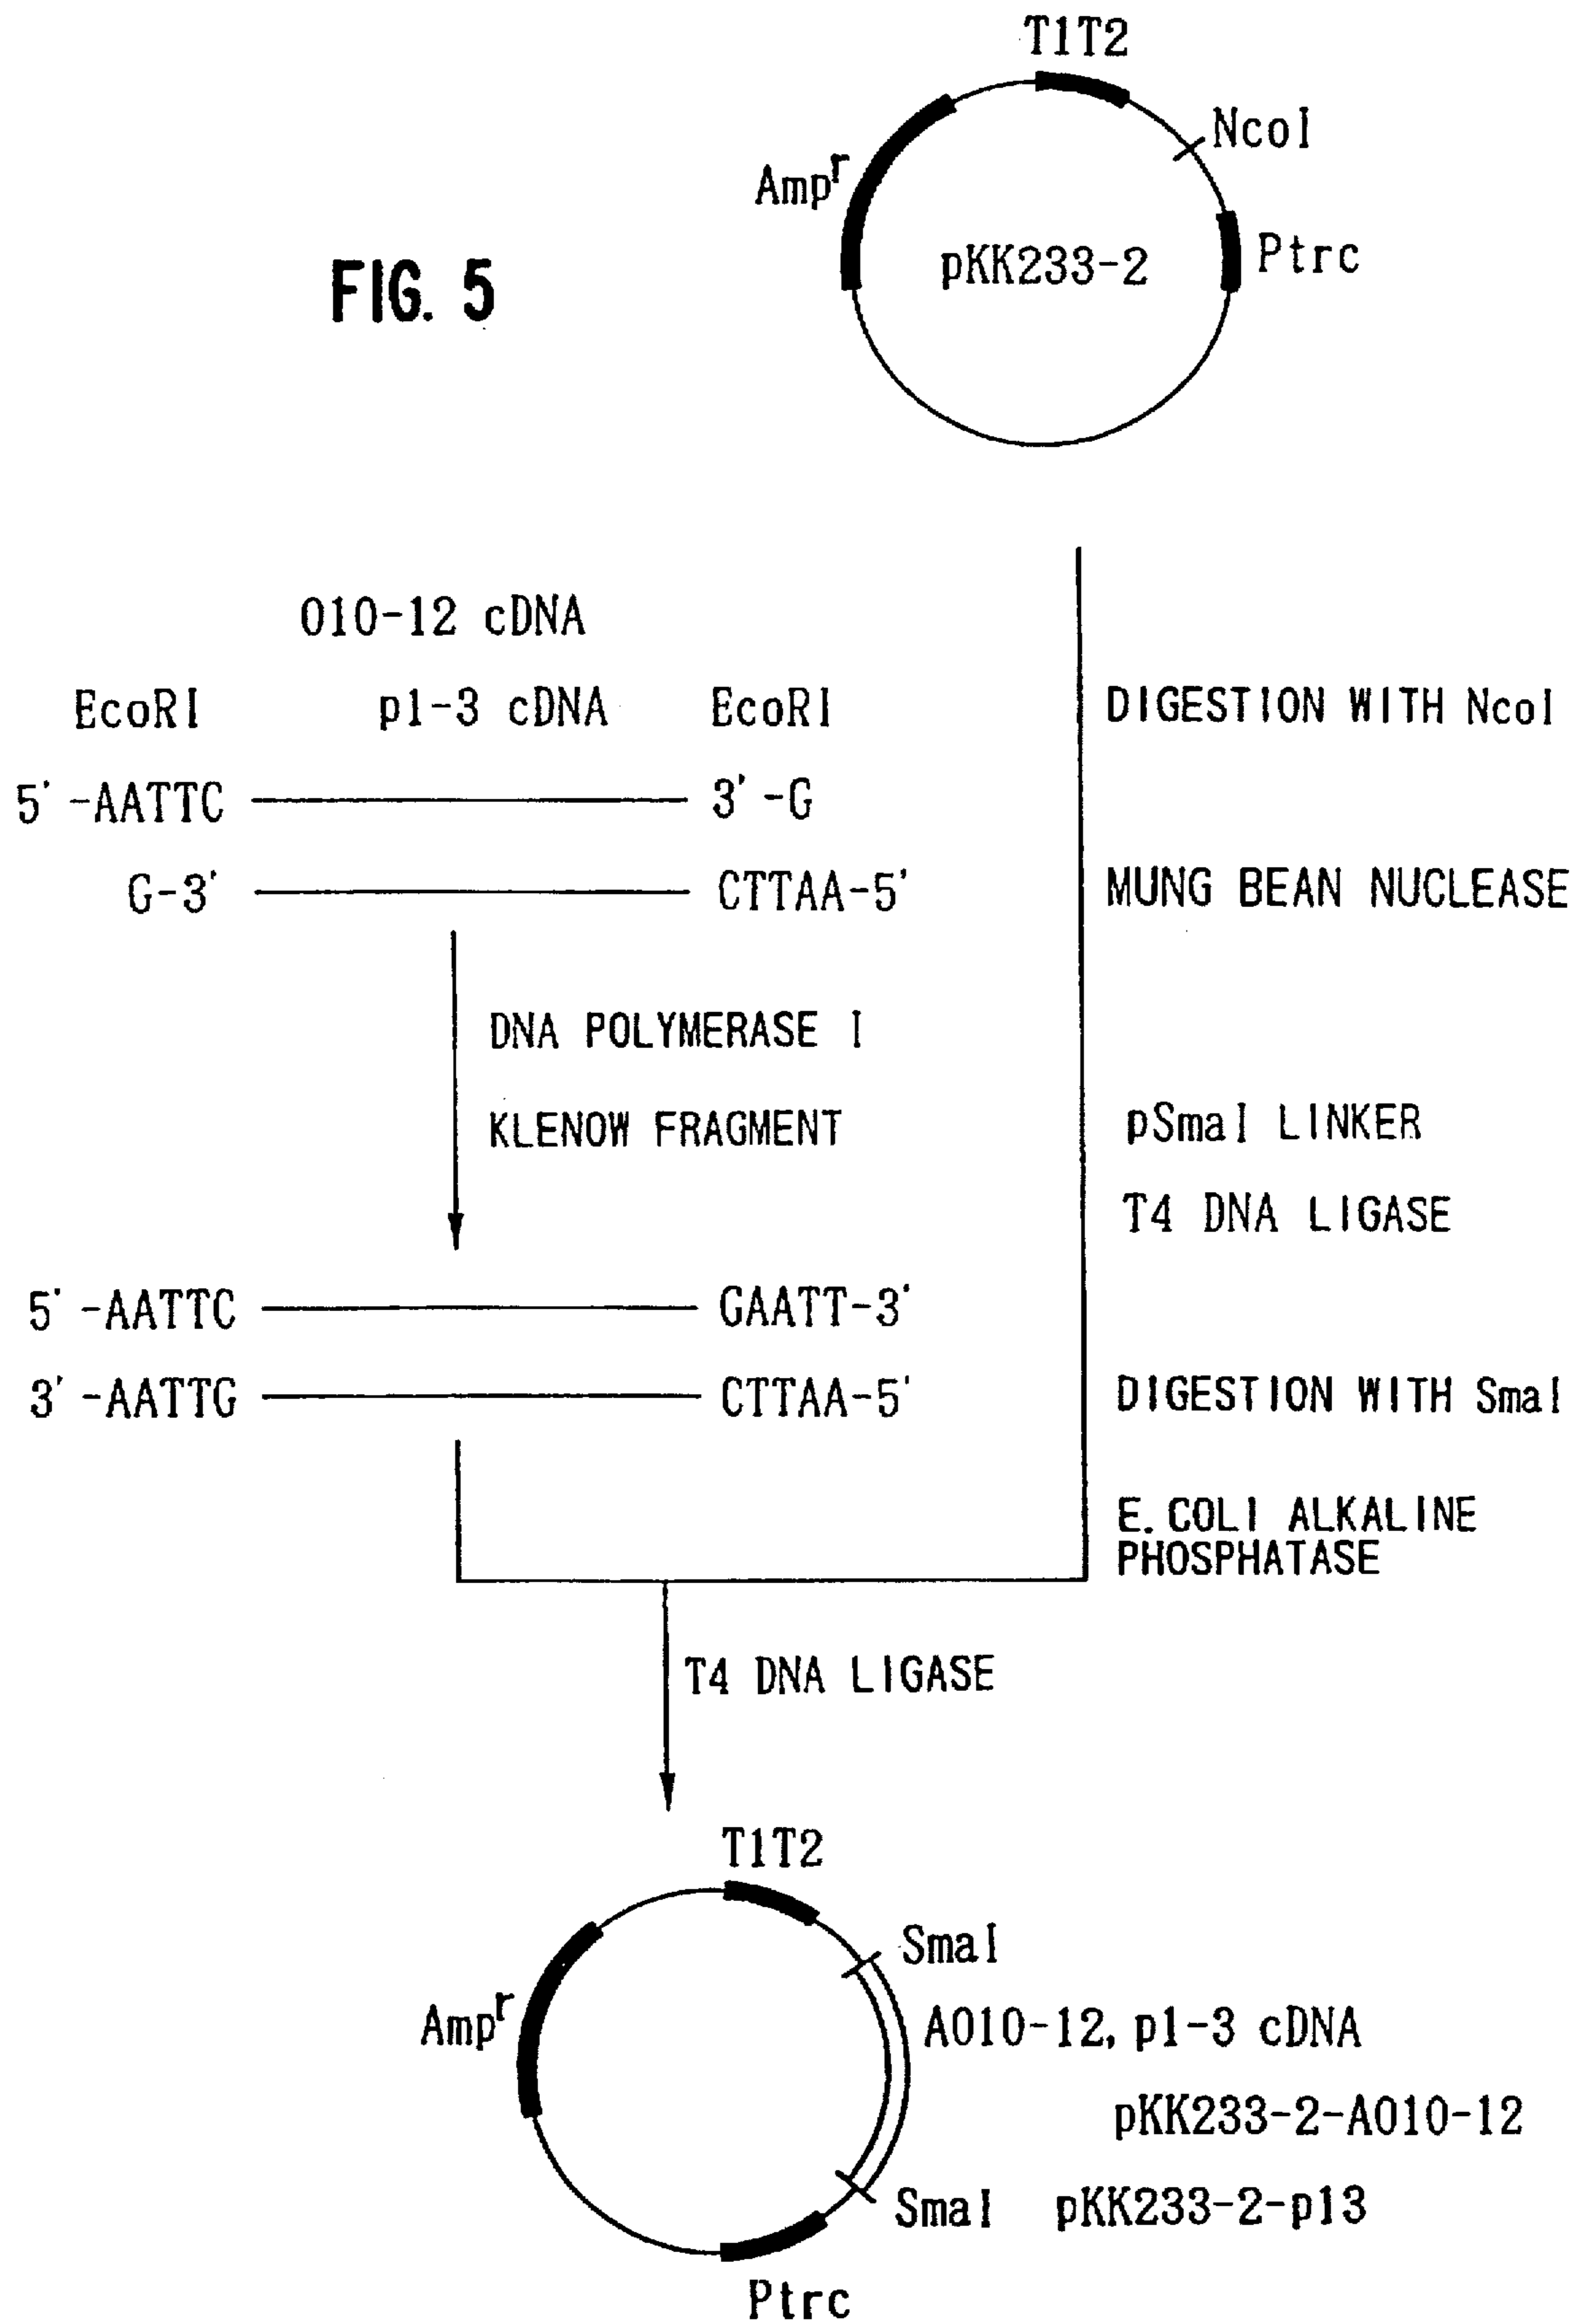 FIG. 5
T1T2
NcoI
Ampr
pKK233-2
Ptrc
010-12 cDNA
EcoRI p1-3 cDNA EcoRI
5' -AATTC 3' -G
G-3' CTTAA-5'
DNA POLYMERASE I
KLENOW FRAGMENT
5' -AATTC GAATT-3'
3' -AATTG CTTAA-5'
DIGESTION WITH NcoI
MUNG BEAN NUCLEASE
pSmaI LINKER
T4 DNA LIGASE
DIGESTION WITH SmaI
E. COLI ALKALINE
PHOSPHATASE
T4 DNA LIGASE
T1T2
SmaI
Ampr
A010-12, p1-3 cDNA
pKK233-2-A010-12
SmaI pKK233-2-p13
Ptrc